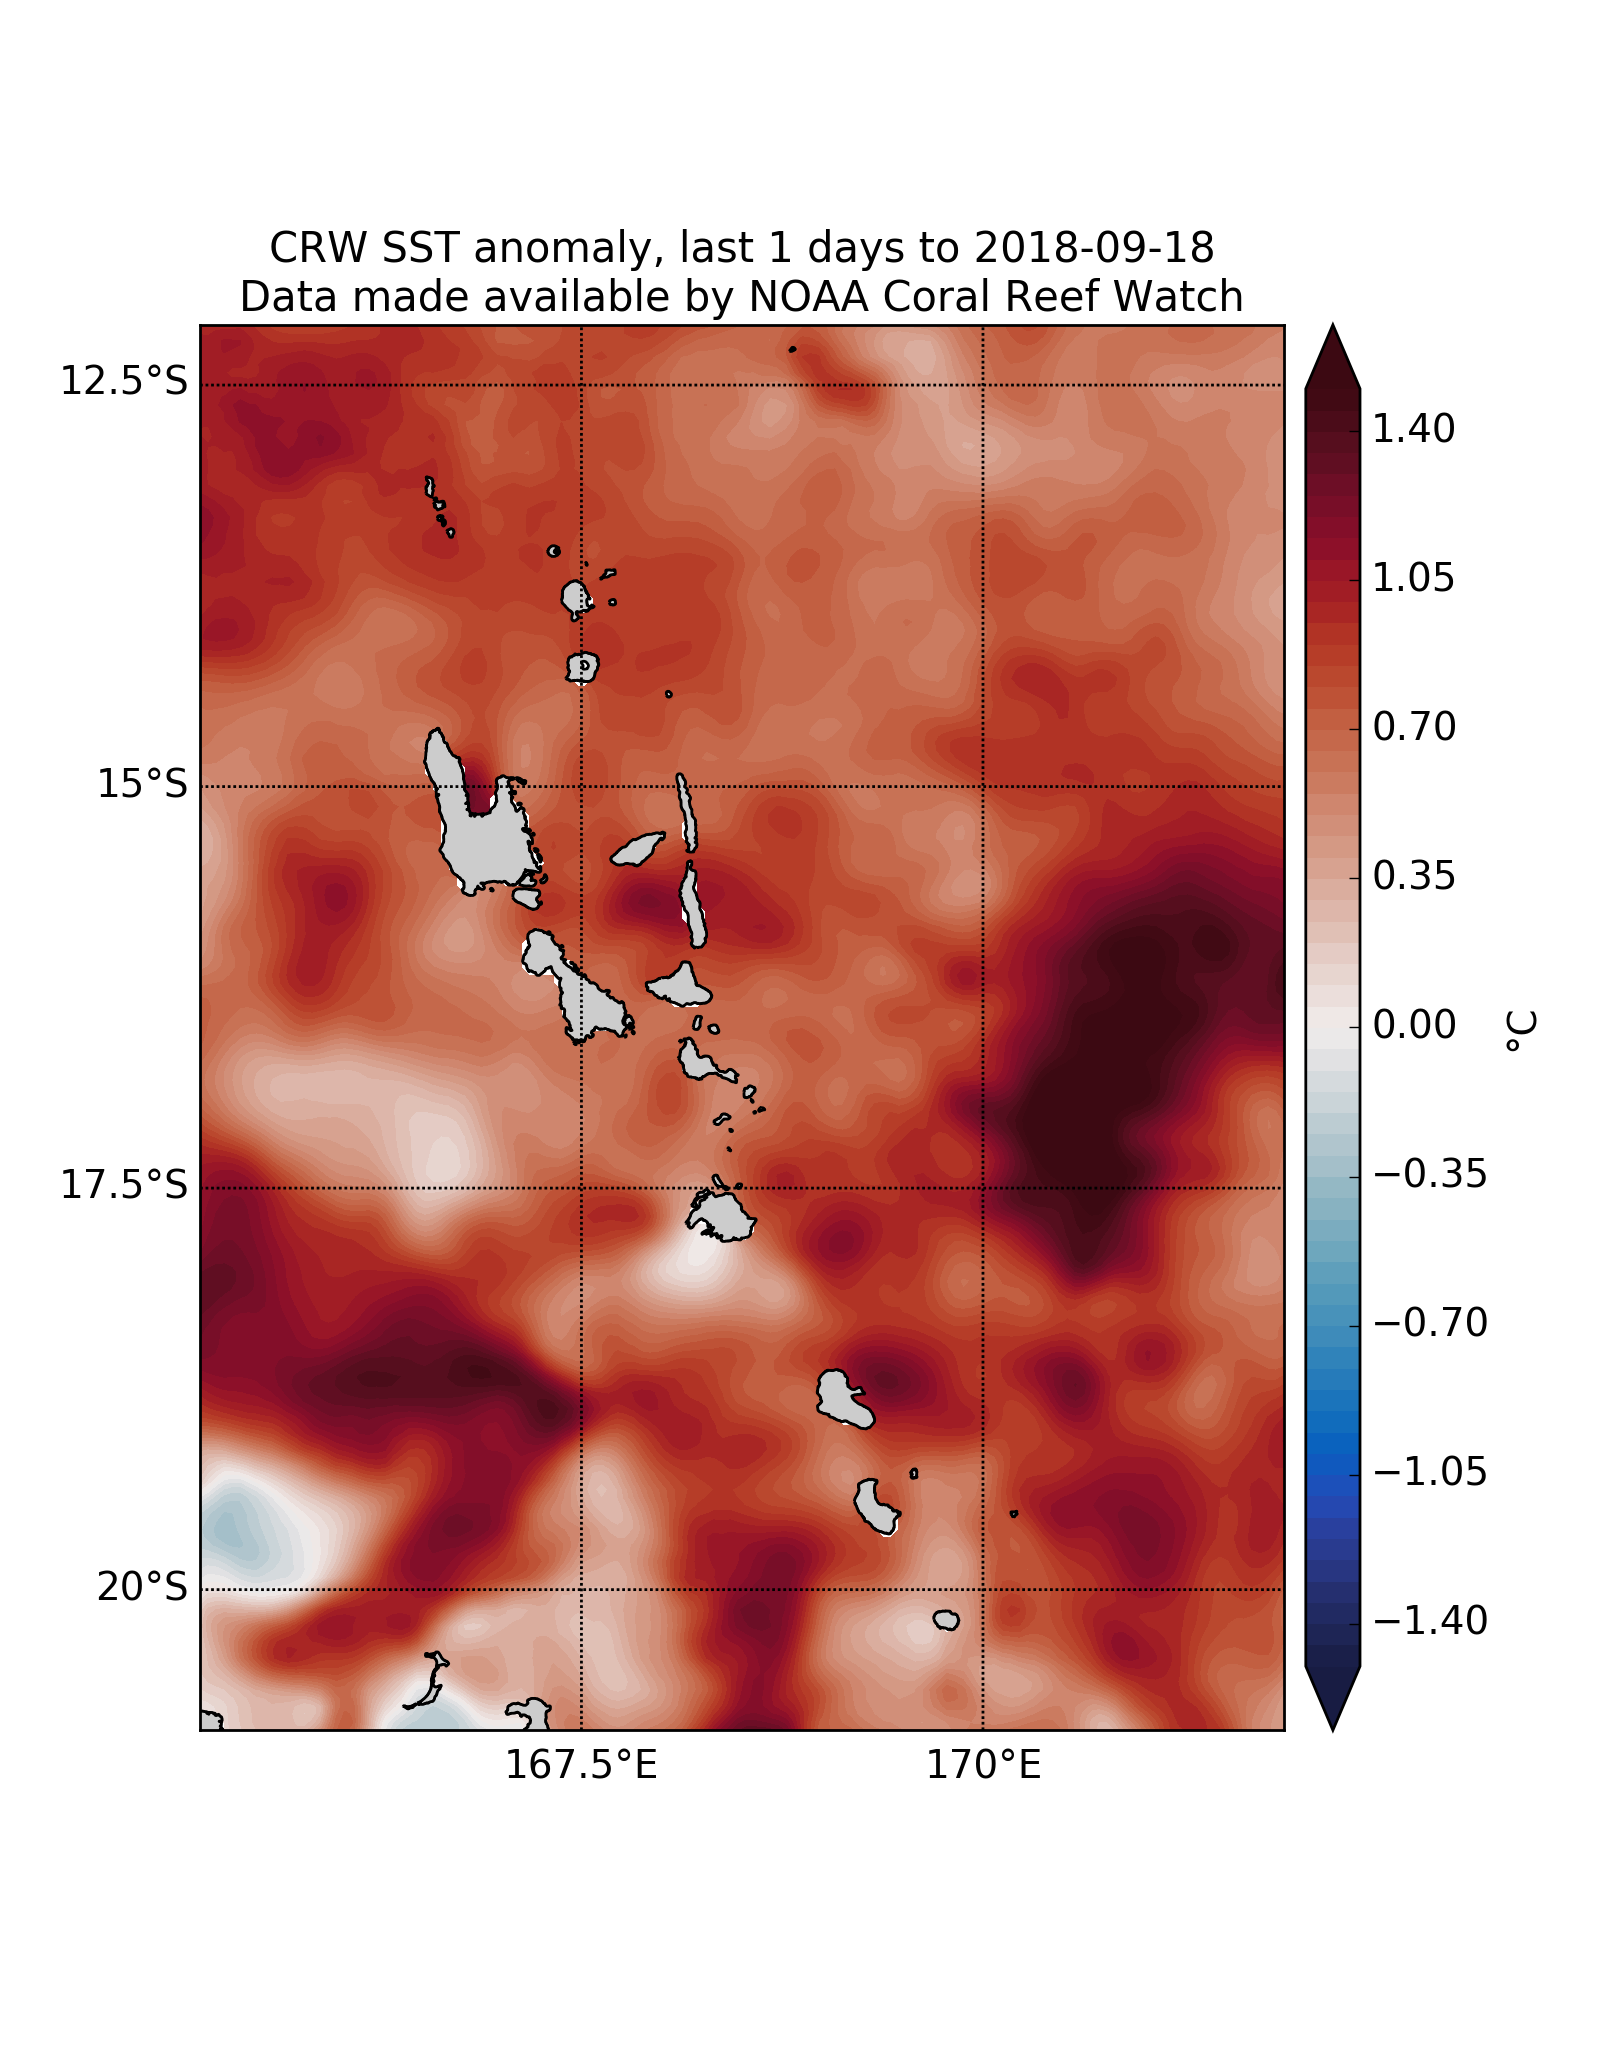 CRW SST anomaly, last 1 days to 2018-09-18
Data made available by NOAA Coral Reef Watch
12.5°S
15°S
17.5°S
20°S
167.5°E
170°E
1.40
1.05
0.70
0.35
0.00
−0.35
−0.70
−1.05
−1.40
°C